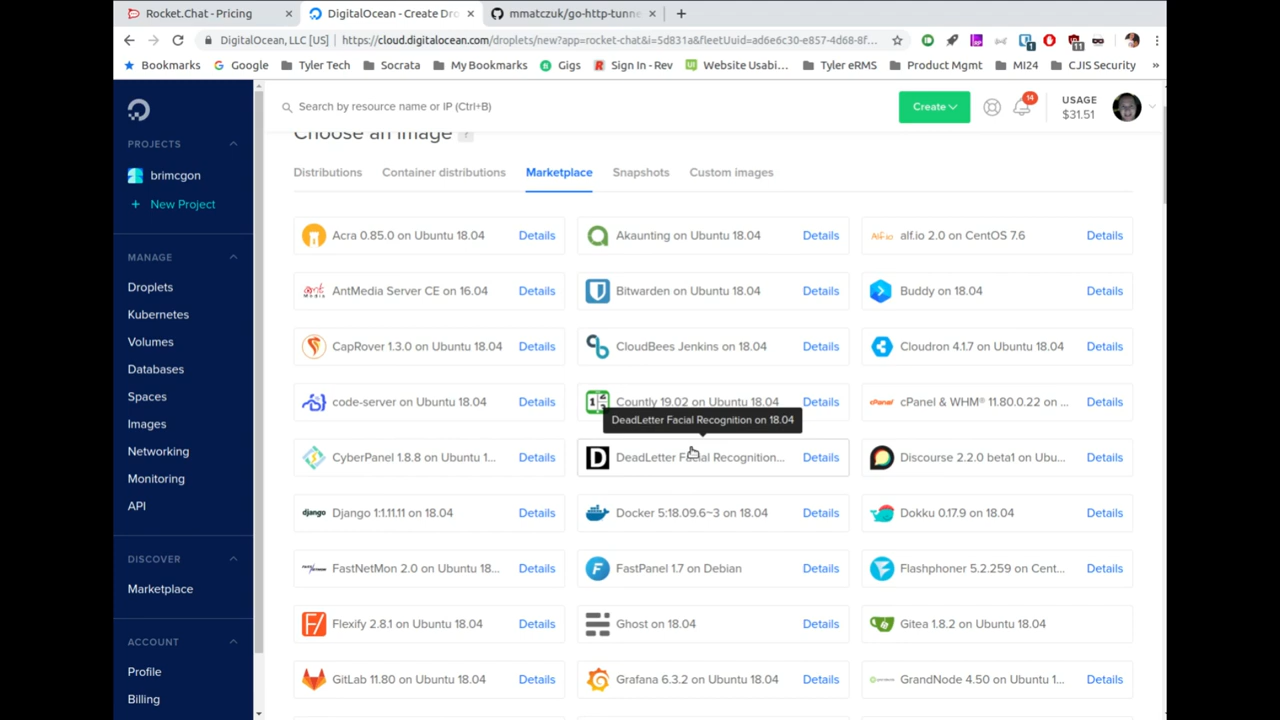 Rocket.Chat - Pricing
DigitalOcean - Create Dro
mmatczuk/go-http-tunne
DigitalOcean, LLC [US]
https://cloud.digitalocean.com/droplets/new?app=rocket-chat&i=5d831a&fleetUuid=ad6e6c30-e857-4d68-8f...
Bookmarks
Google
Tyler Tech
Socrata
My Bookmarks
Gigs
Sign In - Rev
Website Usabi...
Tyler eRMS
Product Mgmt
MI24
CJIS Security
»
Search by resource name or IP (Ctrl+B)
Create
14
USAGE
$31.51
PROJECTS
brimcgon
+ New Project
MANAGE
Droplets
Kubernetes
Volumes
Databases
Spaces
Images
Networking
Monitoring
API
DISCOVER
Marketplace
ACCOUNT
Profile
Billing
Choose an image ?
Distributions
Container distributions
Marketplace
Snapshots
Custom images
Acra 0.85.0 on Ubuntu 18.04 Details
Akaunting on Ubuntu 18.04 Details
alf.io 2.0 on CentOS 7.6 Details
AntMedia Server CE on 16.04 Details
Bitwarden on Ubuntu 18.04 Details
Buddy on 18.04 Details
CapRover 1.3.0 on Ubuntu 18.04 Details
CloudBees Jenkins on 18.04 Details
Cloudron 4.1.7 on Ubuntu 18.04 Details
code-server on Ubuntu 18.04 Details
Countly 19.02 on Ubuntu 18.04 Details
cPanel & WHM® 11.80.0.22 on ... Details
DeadLetter Facial Recognition on 18.04
CyberPanel 1.8.8 on Ubuntu 1... Details
DeadLetter Facial Recognition... Details
Discourse 2.2.0 beta1 on Ubu... Details
django Django 1:1.11.11 on 18.04 Details
Docker 5:18.09.6~3 on 18.04 Details
Dokku 0.17.9 on 18.04 Details
FastNetMon 2.0 on Ubuntu 18... Details
FastPanel 1.7 on Debian Details
Flashphoner 5.2.259 on Cent... Details
Flexify 2.8.1 on Ubuntu 18.04 Details
Ghost on 18.04 Details
Gitea 1.8.2 on Ubuntu 18.04 Details
GitLab 11.80 on Ubuntu 18.04 Details
Grafana 6.3.2 on Ubuntu 18.04 Details
GrandNode 4.50 on Ubuntu 1... Details